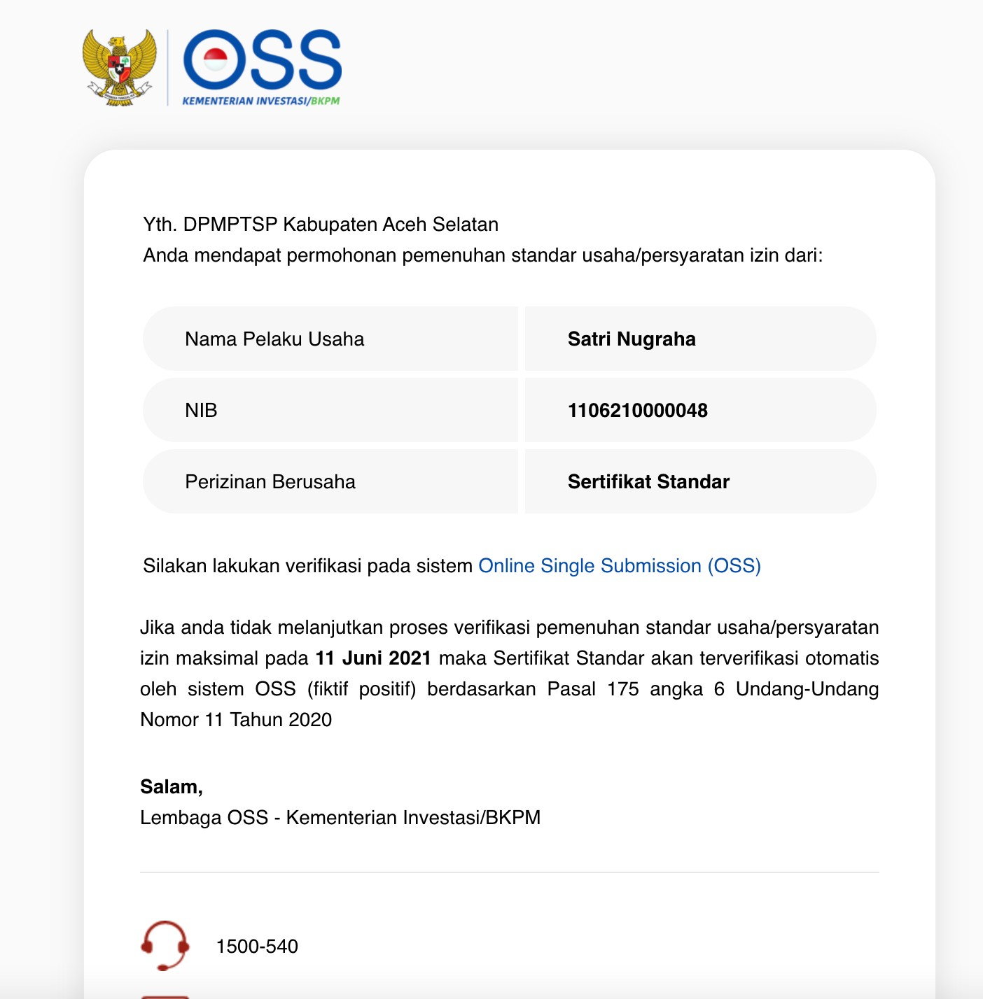 OSS
KEMENTERIAN INVESTASI/BKPM
Yth. DPMPTSP Kabupaten Aceh Selatan
Anda mendapat permohonan pemenuhan standar usaha/persyaratan izin dari:
Nama Pelaku Usaha Satri Nugraha
NIB 1106210000048
Perizinan Berusaha Sertifikat Standar
Silakan lakukan verifikasi pada sistem Online Single Submission (OSS)
Jika anda tidak melanjutkan proses verifikasi pemenuhan standar usaha/persyaratan
izin maksimal pada 11 Juni 2021 maka Sertifikat Standar akan terverifikasi otomatis
oleh sistem OSS (fiktif positif) berdasarkan Pasal 175 angka 6 Undang-Undang
Nomor 11 Tahun 2020
Salam,
Lembaga OSS - Kementerian Investasi/BKPM
1500-540